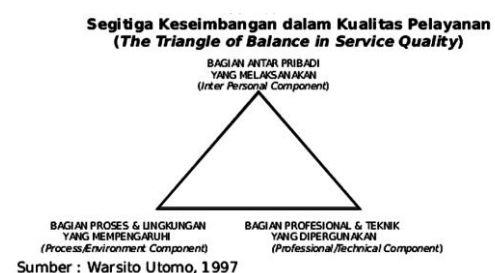 Segitiga Keseimbangan dalam Kualitas Pelayanan
(The Triangle of Balance in Service Quality)
BAGIAN ANTAR PRIBADI
YANG MELAKSANAKAN
(Inter Personal Component)
BAGIAN PROSES & LINGKUNGAN
YANG MEMPENGARUHI
(Process/Environment Component)
BAGIAN PROFESIONAL & TEKNIK
YANG DIPERGUNAKAN
(Professional/Technical Component)
Sumber : Warsito Utomo, 1997